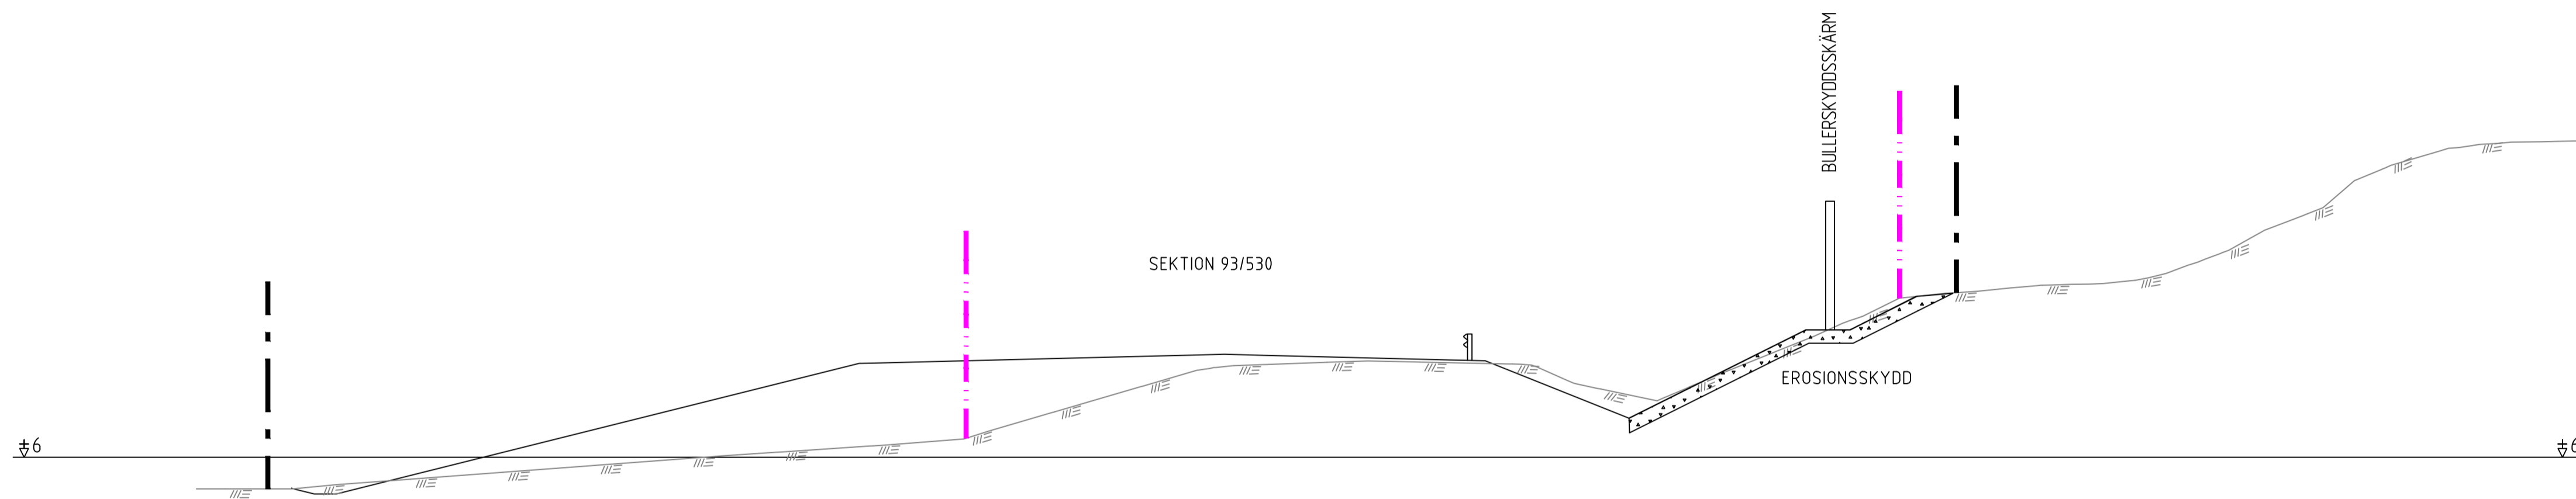 BULLERSKYDDSSKÄRM
SEKTION 93/530
EROSIONSSKYDD
±6
±6